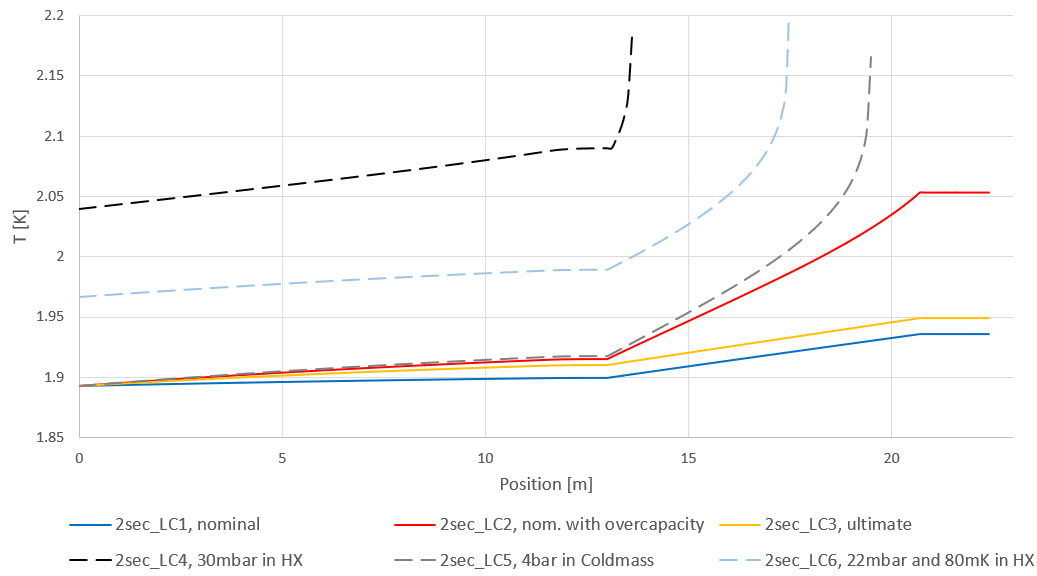 2.2
2.15
2.1
2.05
2
1.95
1.9
1.85
T [K]
0 5 10 15 20
Position [m]
2sec_LC1, nominal 2sec_LC2, nom. with overcapacity 2sec_LC3, ultimate
2sec_LC4, 30mbar in HX 2sec_LC5, 4bar in Coldmass 2sec_LC6, 22mbar and 80mK in HX